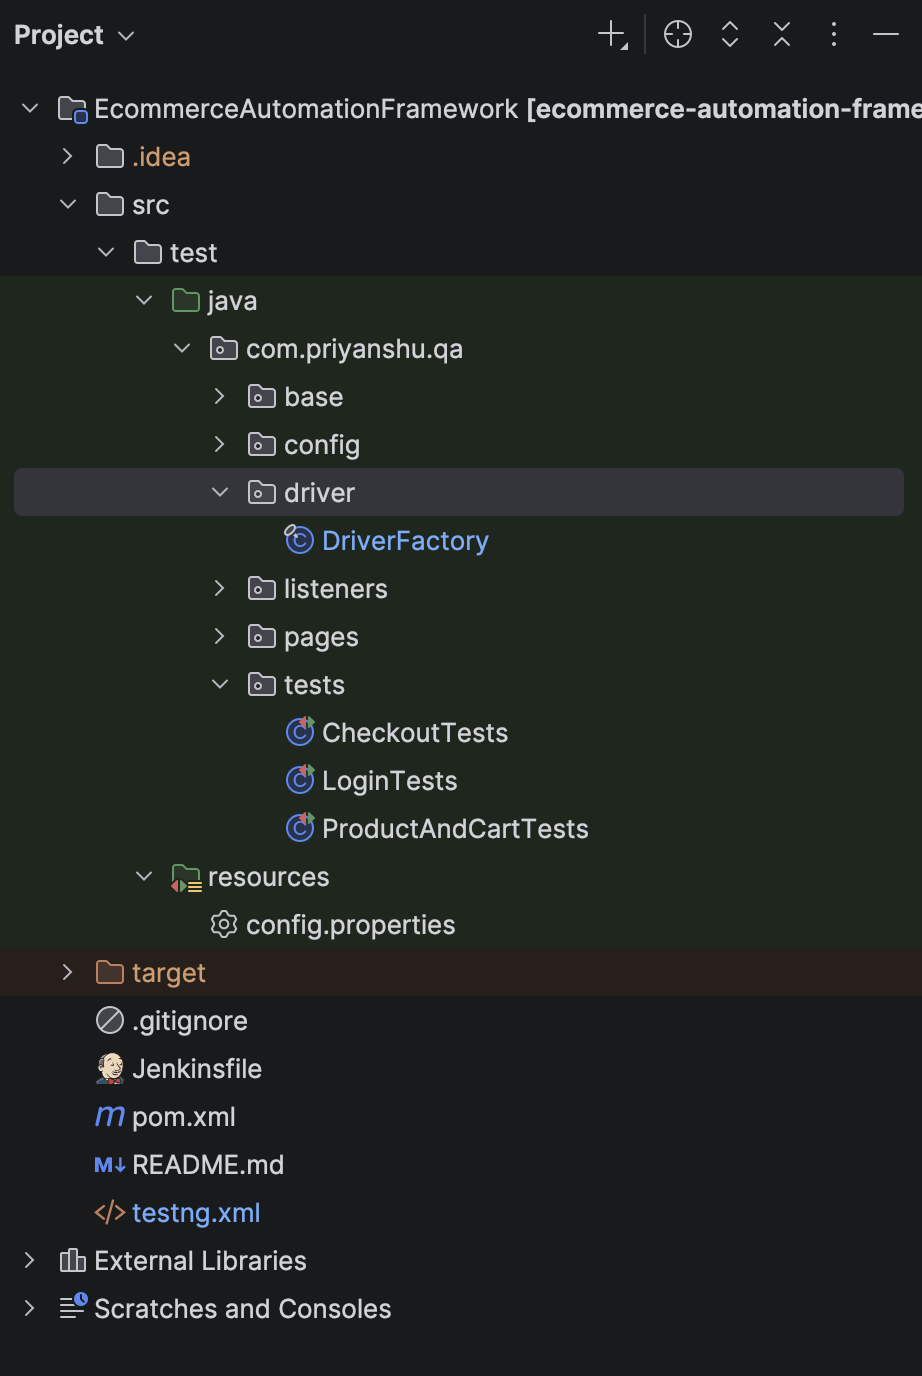 Project
EcommerceAutomationFramework [ecommerce-automation-frame
.idea
src
test
java
com.priyanshu.qa
base
config
driver
DriverFactory
listeners
pages
tests
CheckoutTests
LoginTests
ProductAndCartTests
resources
config.properties
target
.gitignore
Jenkinsfile
pom.xml
README.md
testng.xml
External Libraries
Scratches and Consoles